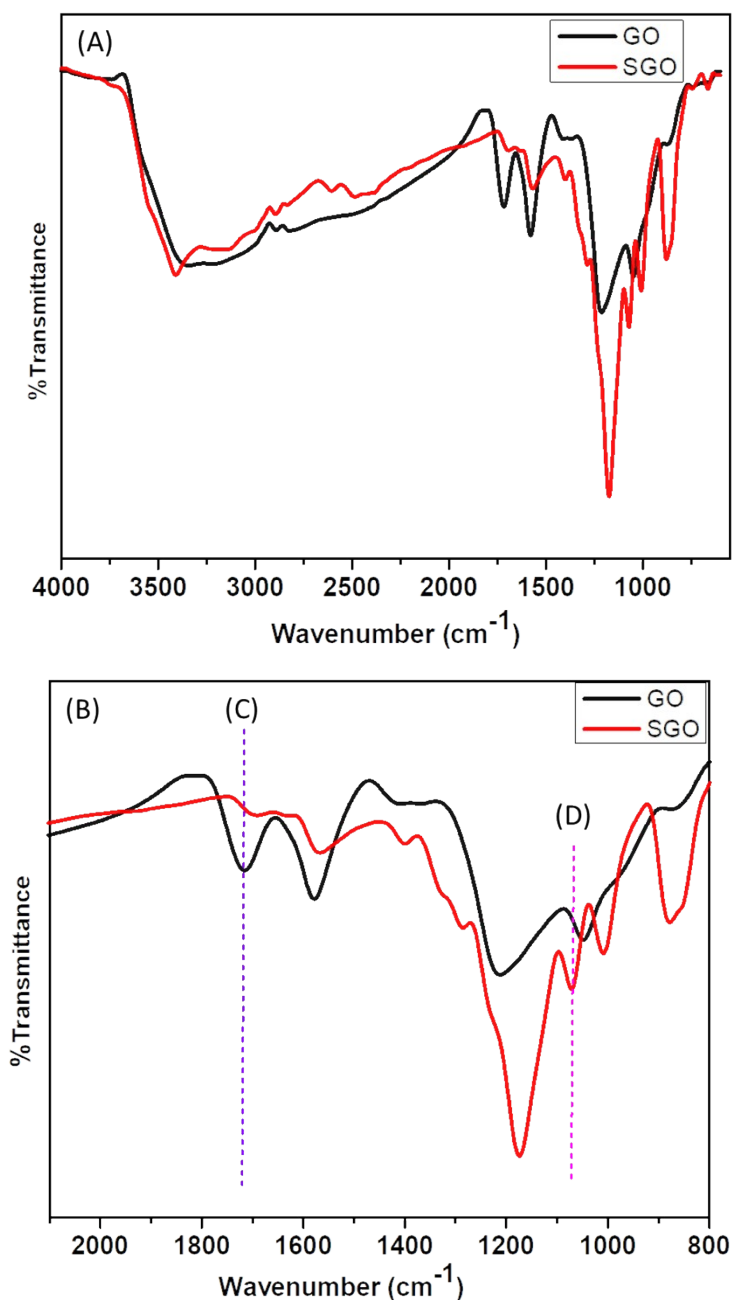 (A)
GO
SGO
%Transmittance
4000 3500 3000 2500 2000 1500 1000
Wavenumber (cm⁻¹)
(B)
(C)
GO
SGO
(D)
%Transmittance
2000 1800 1600 1400 1200 1000 800
Wavenumber (cm⁻¹)